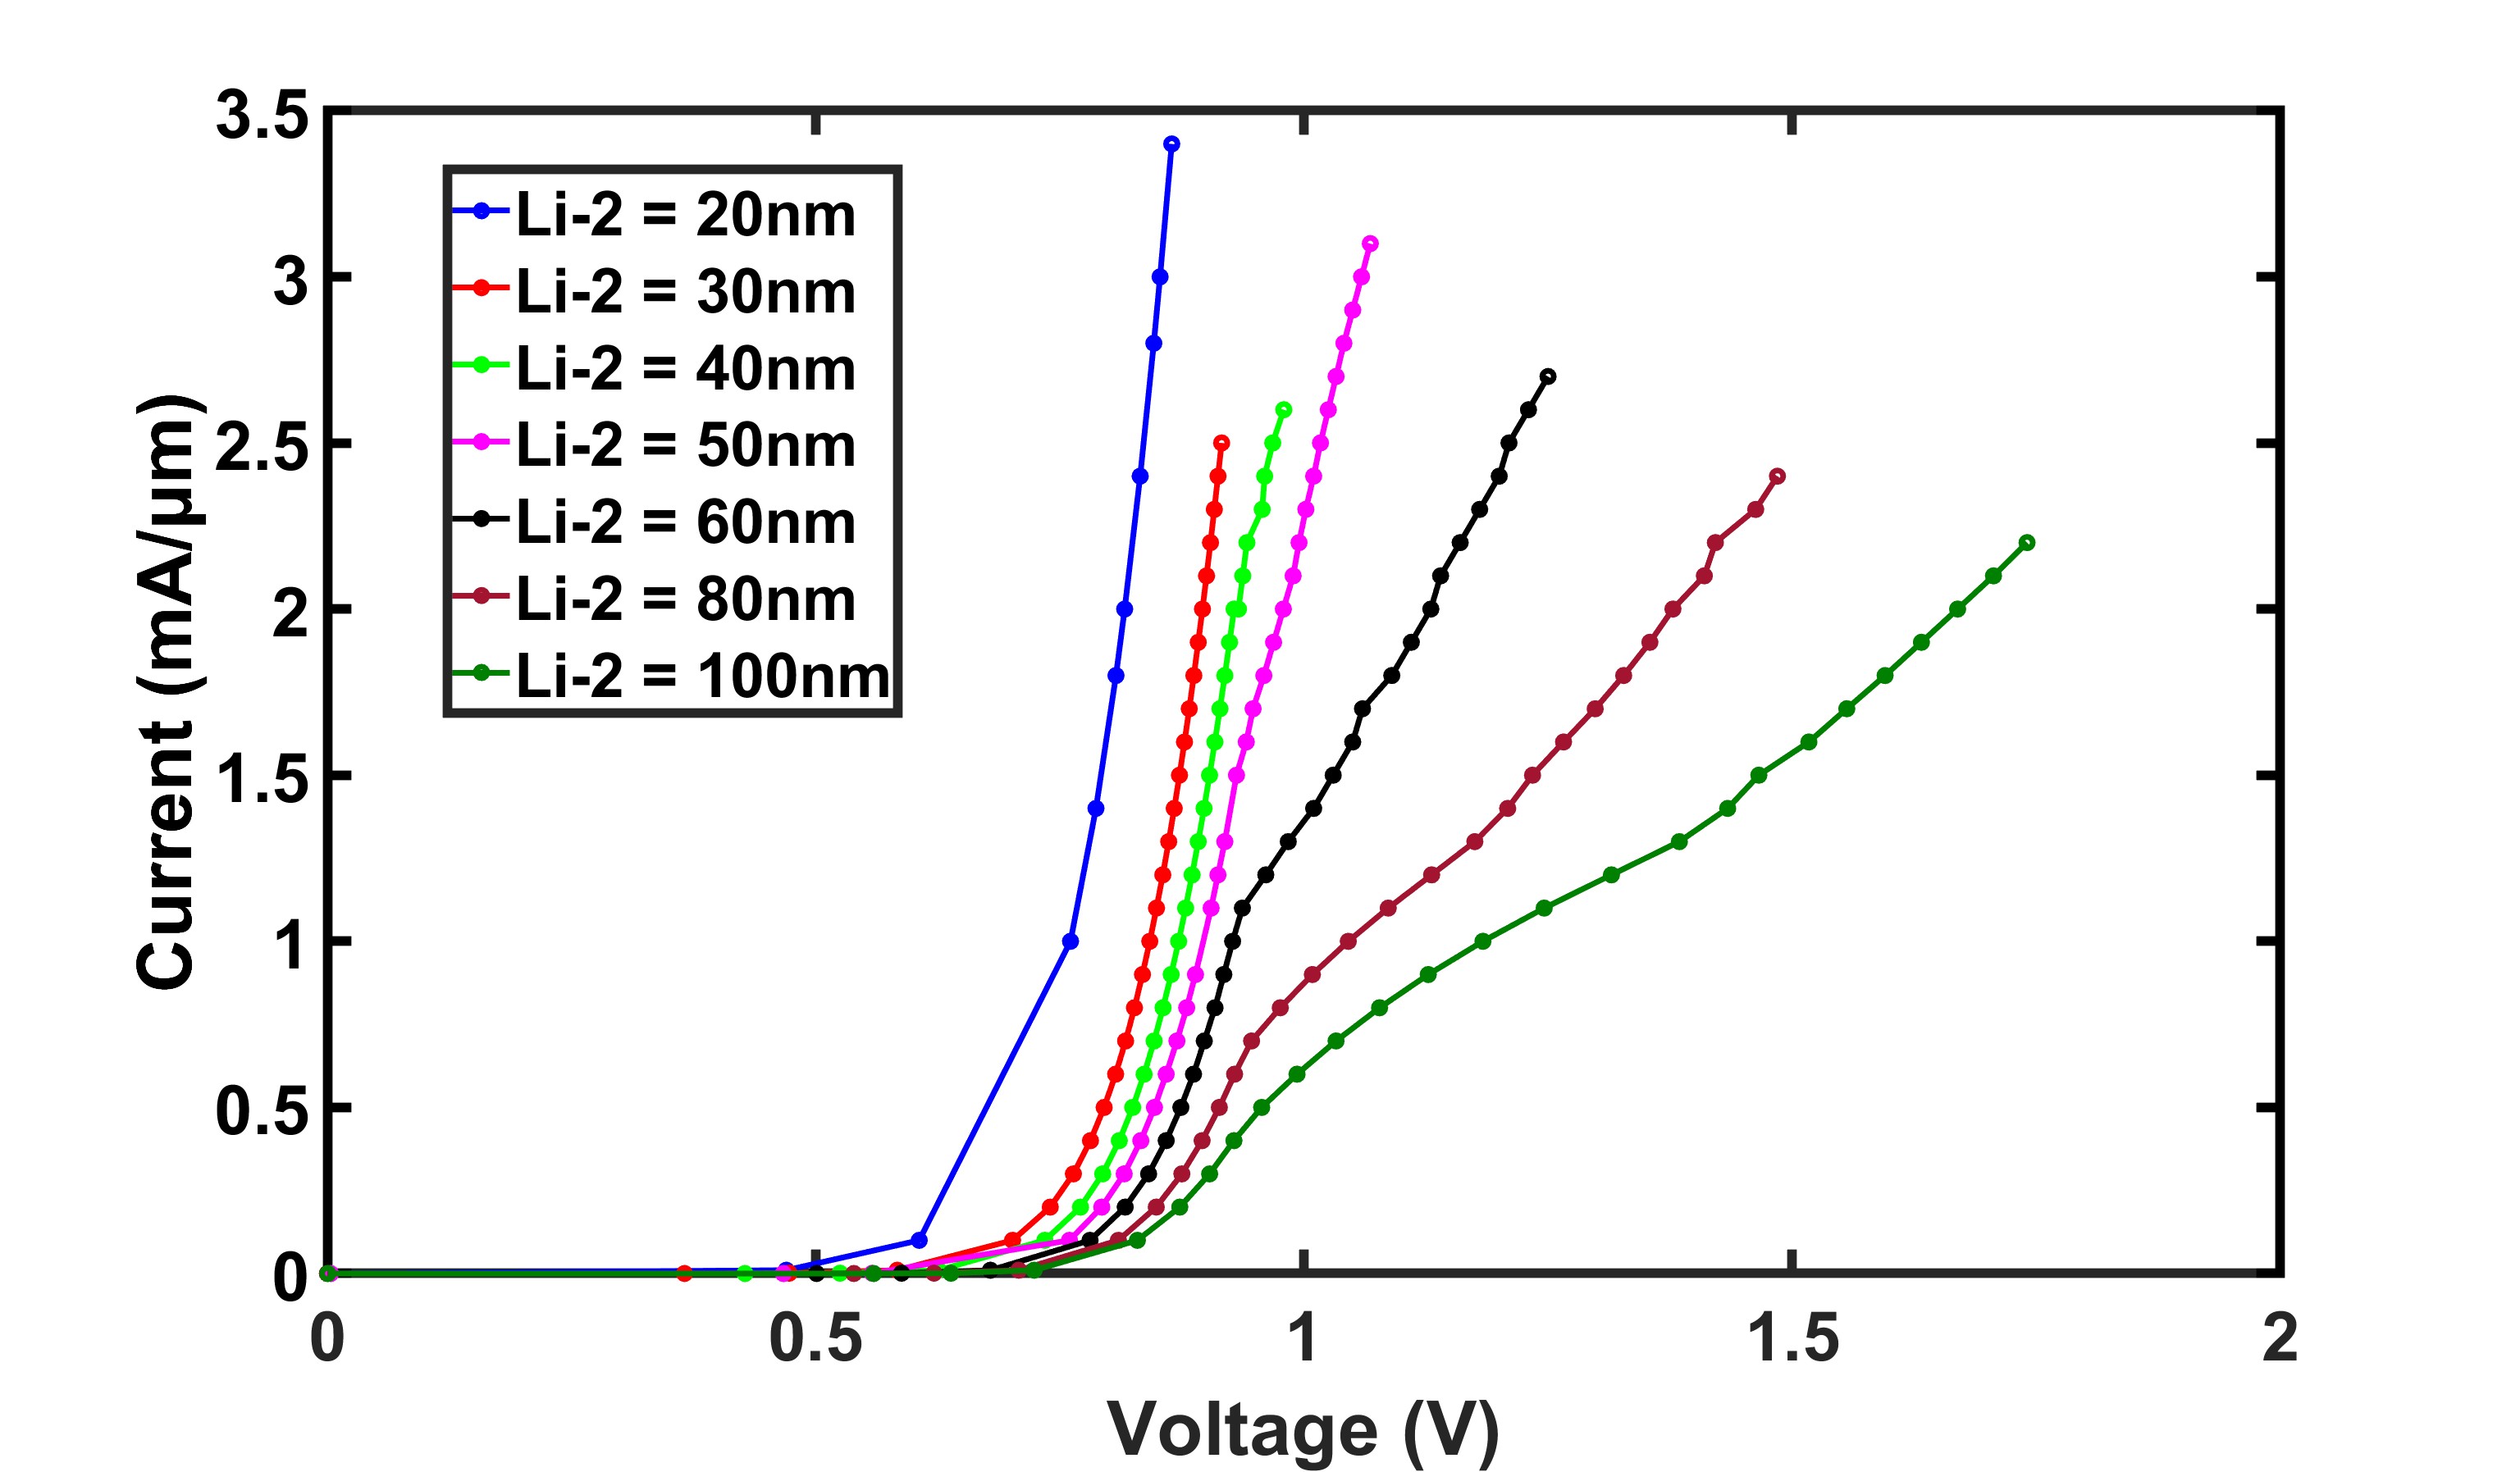 3.5
3
2.5
2
1.5
1
0.5
0
Current (mA/μm)
Li-2 = 20nm
Li-2 = 30nm
Li-2 = 40nm
Li-2 = 50nm
Li-2 = 60nm
Li-2 = 80nm
Li-2 = 100nm
0 0.5 1 1.5 2
Voltage (V)